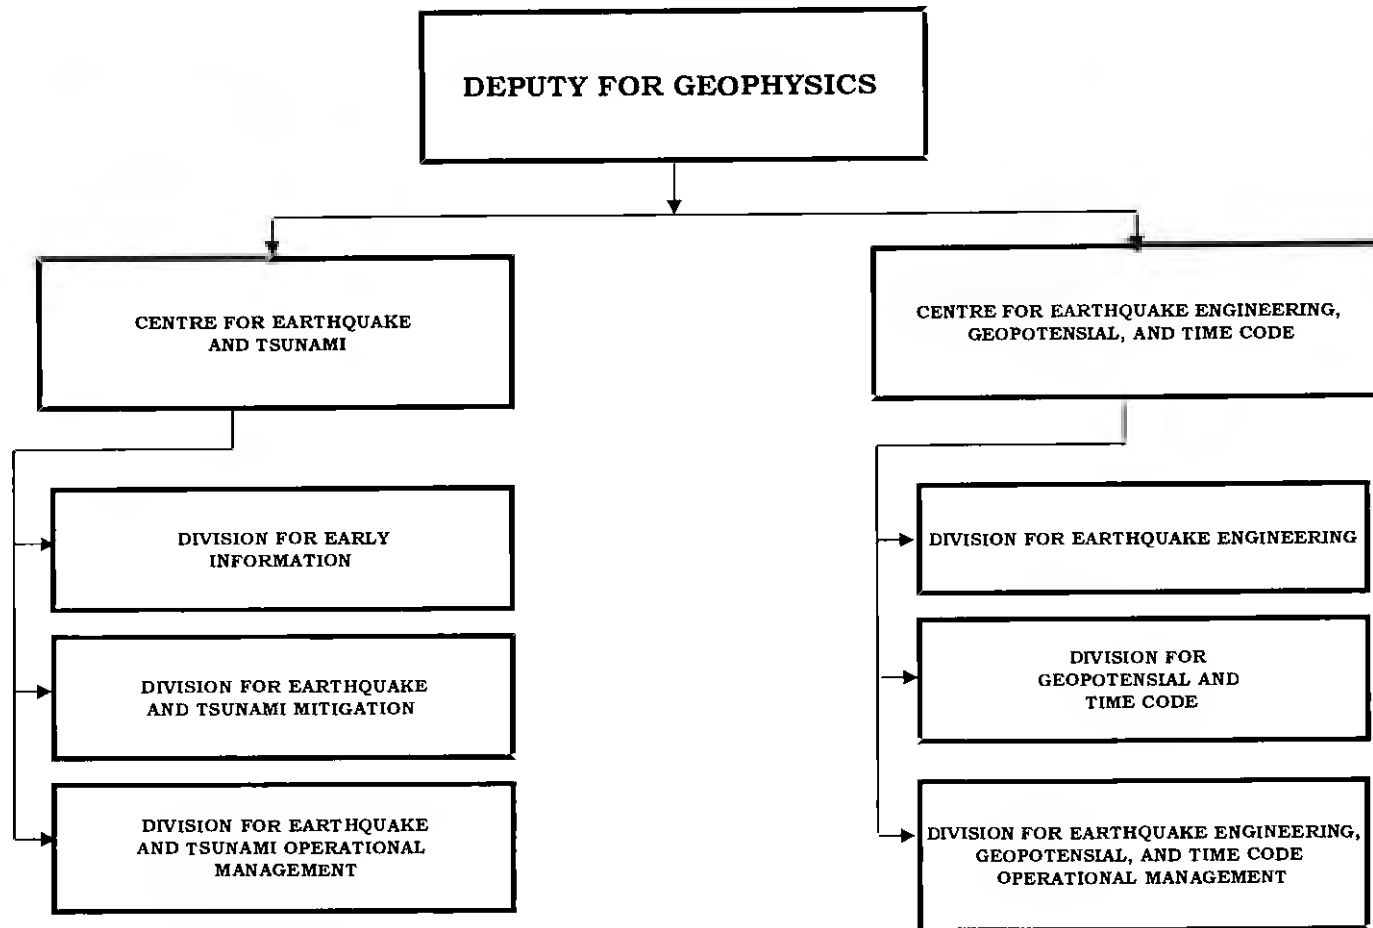 DEPUTY FOR GEOPHYSICS
CENTRE FOR EARTHQUAKE
AND TSUNAMI
DIVISION FOR EARLY
INFORMATION
DIVISION FOR EARTHQUAKE
AND TSUNAMI MITIGATION
DIVISION FOR EARTHQUAKE
AND TSUNAMI OPERATIONAL
MANAGEMENT
CENTRE FOR EARTHQUAKE ENGINEERING,
GEOPOTENSIAL, AND TIME CODE
DIVISION FOR EARTHQUAKE ENGINEERING
DIVISION FOR
GEOPOTENSIAL AND
TIME CODE
DIVISION FOR EARTHQUAKE ENGINEERING,
GEOPOTENSIAL, AND TIME CODE
OPERATIONAL MANAGEMENT